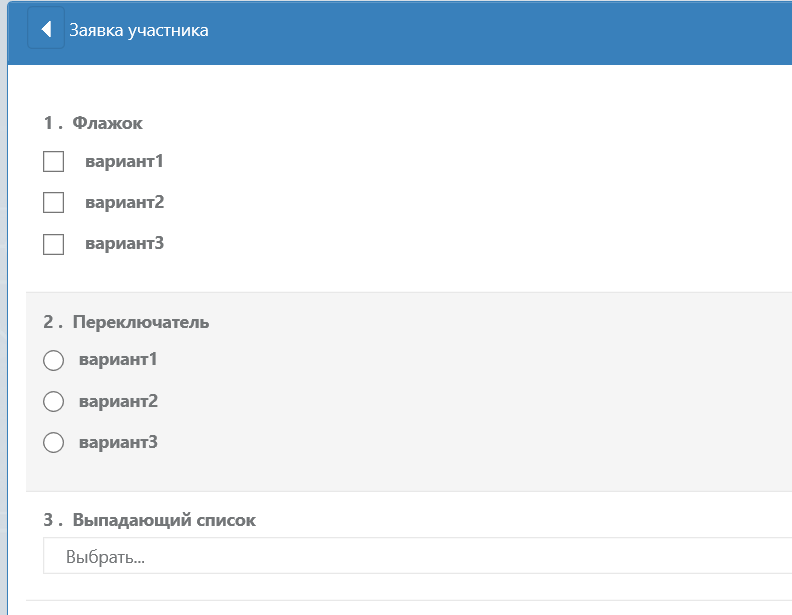 Заявка участника
1 . Флажок
вариант1
вариант2
вариант3
2 . Переключатель
вариант1
вариант2
вариант3
3 . Выпадающий список
Выбрать...